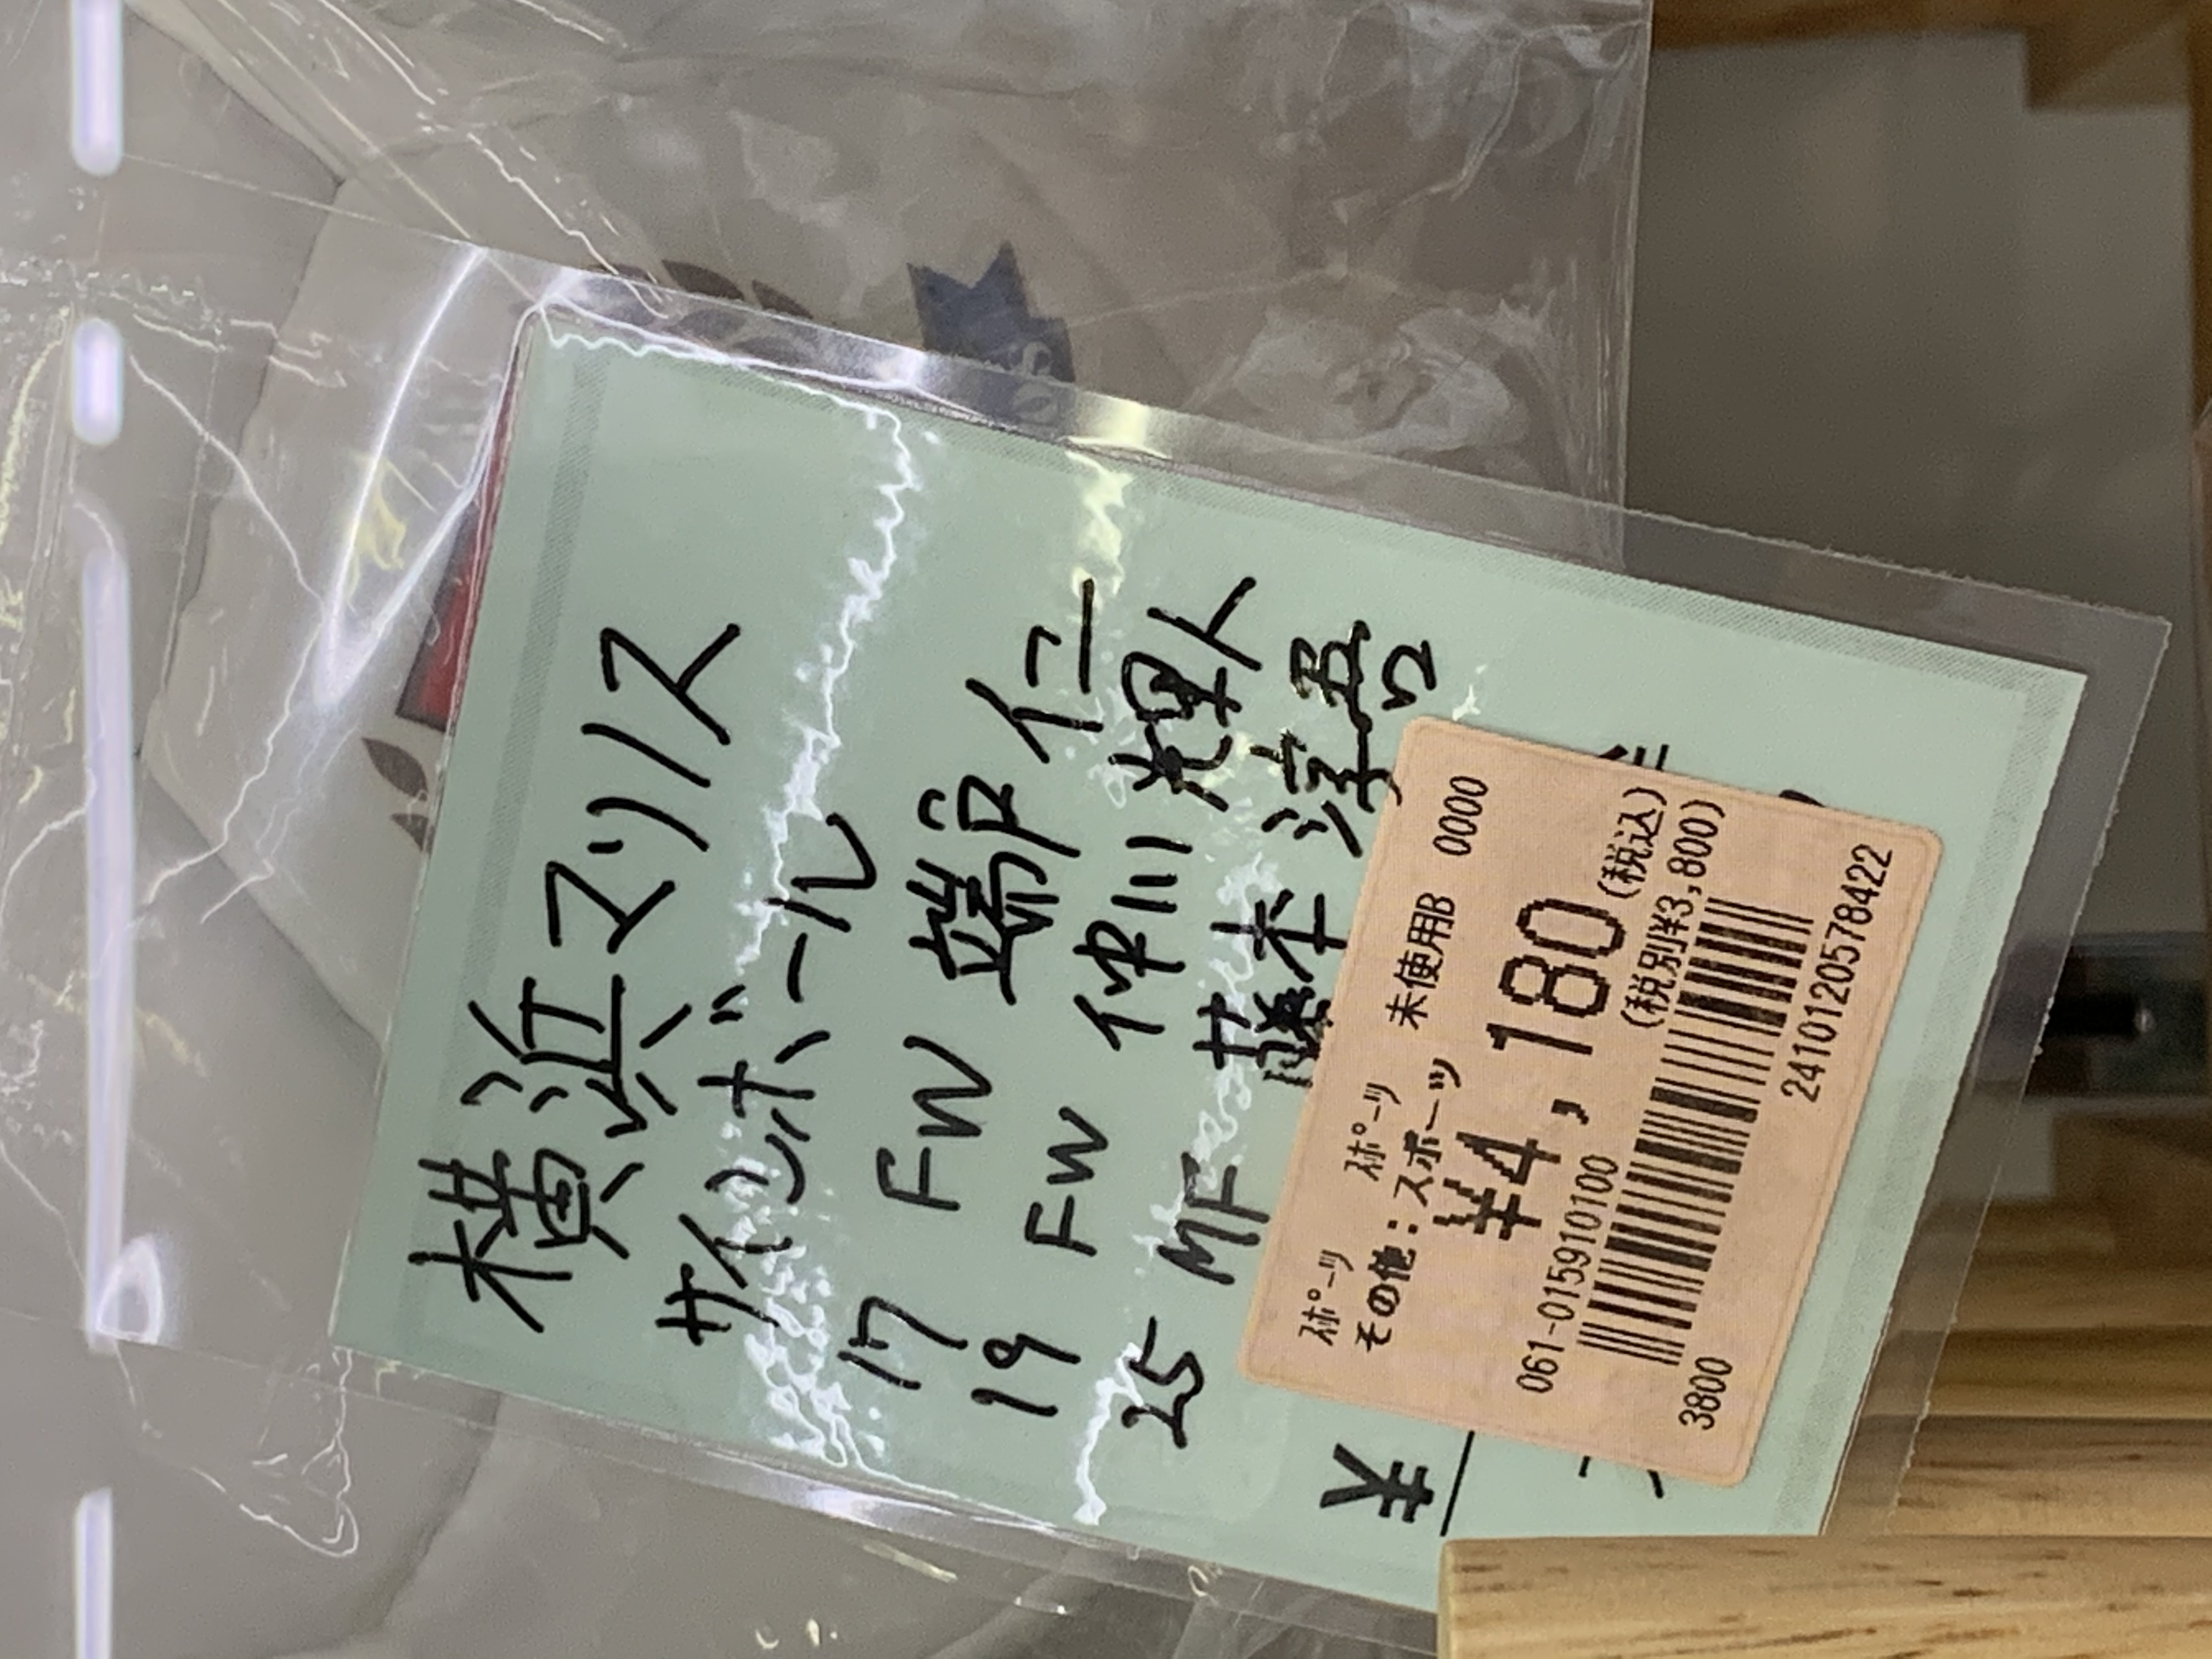 横浜マリノス
サインボール
17 FW 端戸 仁
19 FW 仲川 輝人
25 MF 藤本 淳吾
¥
スポーツ スポーツ 未使用B 0000
その他:スポーツ
¥4,180(税込)
(税別¥3,800)
061-015910100
2410120578422
3800